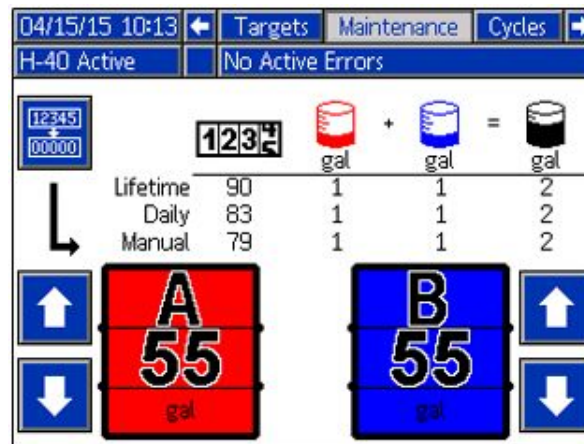 04/15/15 10:13 Targets Maintenance Cycles
H-40 Active No Active Errors
12345
00000
123
+ =
gal gal gal
Lifetime 90 1 1 2
Daily 83 1 1 2
Manual 79 1 1 2
A B
55 55
gal gal